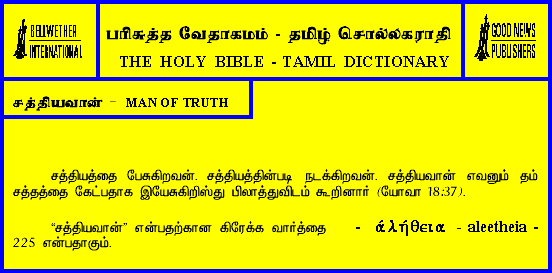 BELLWETHER
INTERNATIONAL
பரிசுத்த வேதாகமம் - தமிழ் சொல்லகராதி
THE HOLY BIBLE - TAMIL DICTIONARY
GOOD NEWS
PUBLISHERS
சத்தியவான் - MAN OF TRUTH
சத்தியத்தை பேசுகிறவன். சத்தியத்தின்படி நடக்கிறவன். சத்தியவான் எவனும் தம்
சத்தத்தை கேட்பதாக இயேசுகிறிஸ்து பிலாத்துவிடம் கூறினார் (யோவா 18:37).
“சத்தியவான்” என்பதற்கான கிரேக்க வார்த்தை - ἀλήθεια - aleetheia -
225 என்பதாகும்.